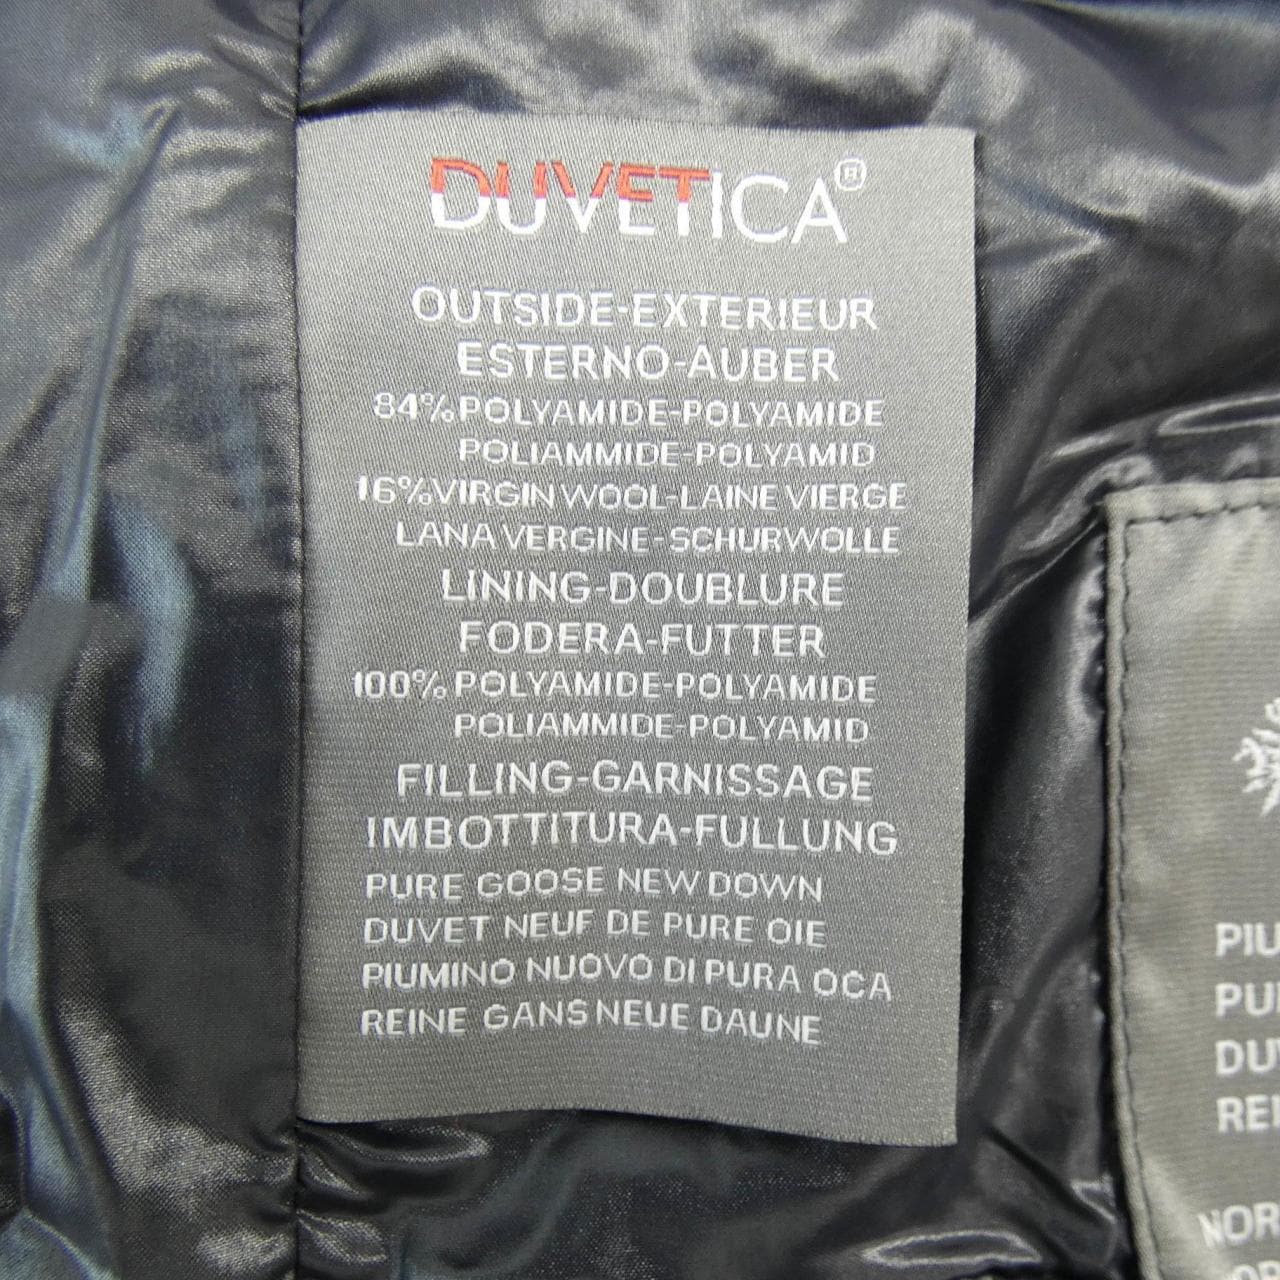 DUVETICA®
OUTSIDE-EXTERIEUR
ESTERNO-AUBER
84%POLYAMIDE-POLYAMIDE
POLIAMMIDE-POLYAMID
16%VIRGIN WOOL-LAINE VIERGE
LANA VERGINE-SCHURWOLLE
LINING-DOUBLURE
FODERA-FUTTER
100%POLYAMIDE-POLYAMIDE
POLIAMMIDE-POLYAMID
FILLING-GARNISSAGE
IMBOTTITURA-FULLUNG
PURE GOOSE NEW DOWN
DUVET NEUF DE PURE OIE
PIUMINO NUOVO DI PURA OCA
REINE GANS NEUE DAUNE